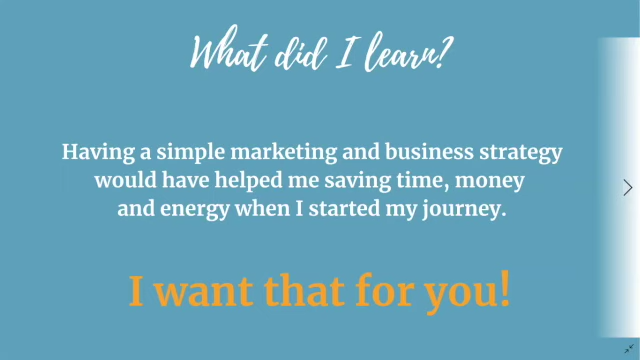 What did I learn?
Having a simple marketing and business strategy
would have helped me saving time, money
and energy when I started my journey.
I want that for you!